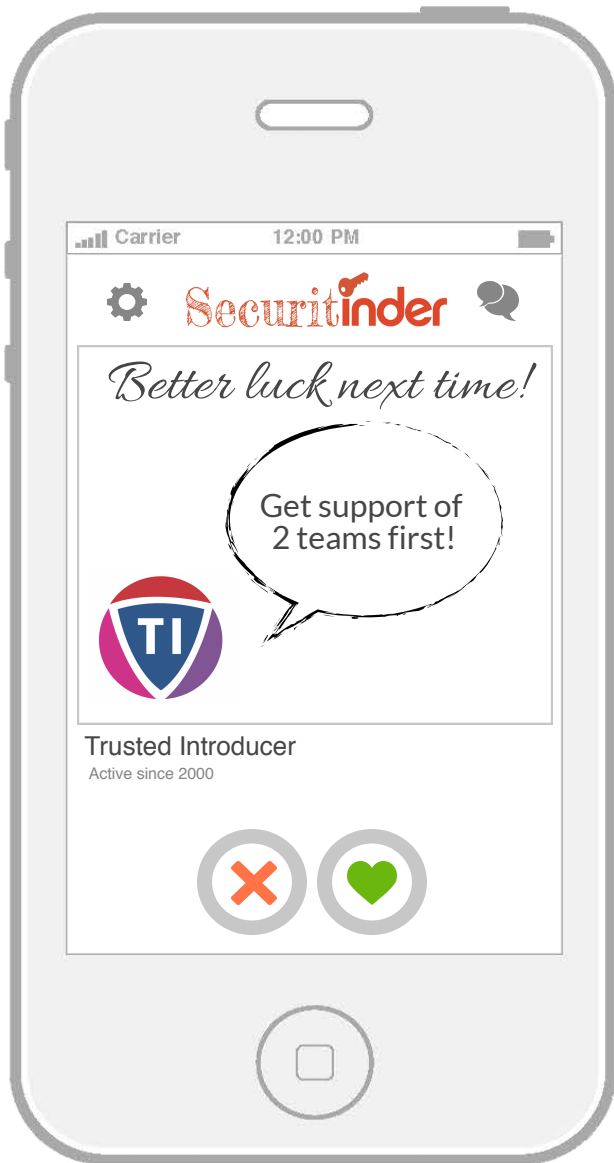 Carrier 12:00 PM
Securitinder
Better luck next time!
Get support of
2 teams first!
TI
Trusted Introducer
Active since 2000